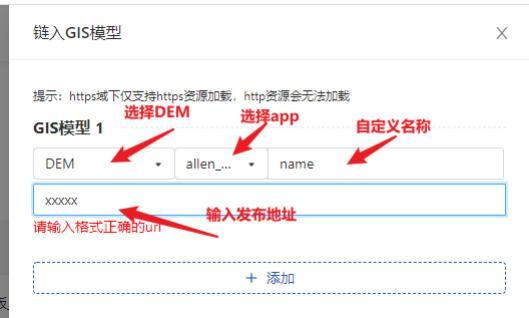 链入GIS模型
提示：https域下仅支持https资源加载，http资源会无法加载
选择DEM
选择app
自定义名称
GIS模型 1
DEM
allen_...
name
xxxxx
输入发布地址
请输入格式正确的url
+ 添加